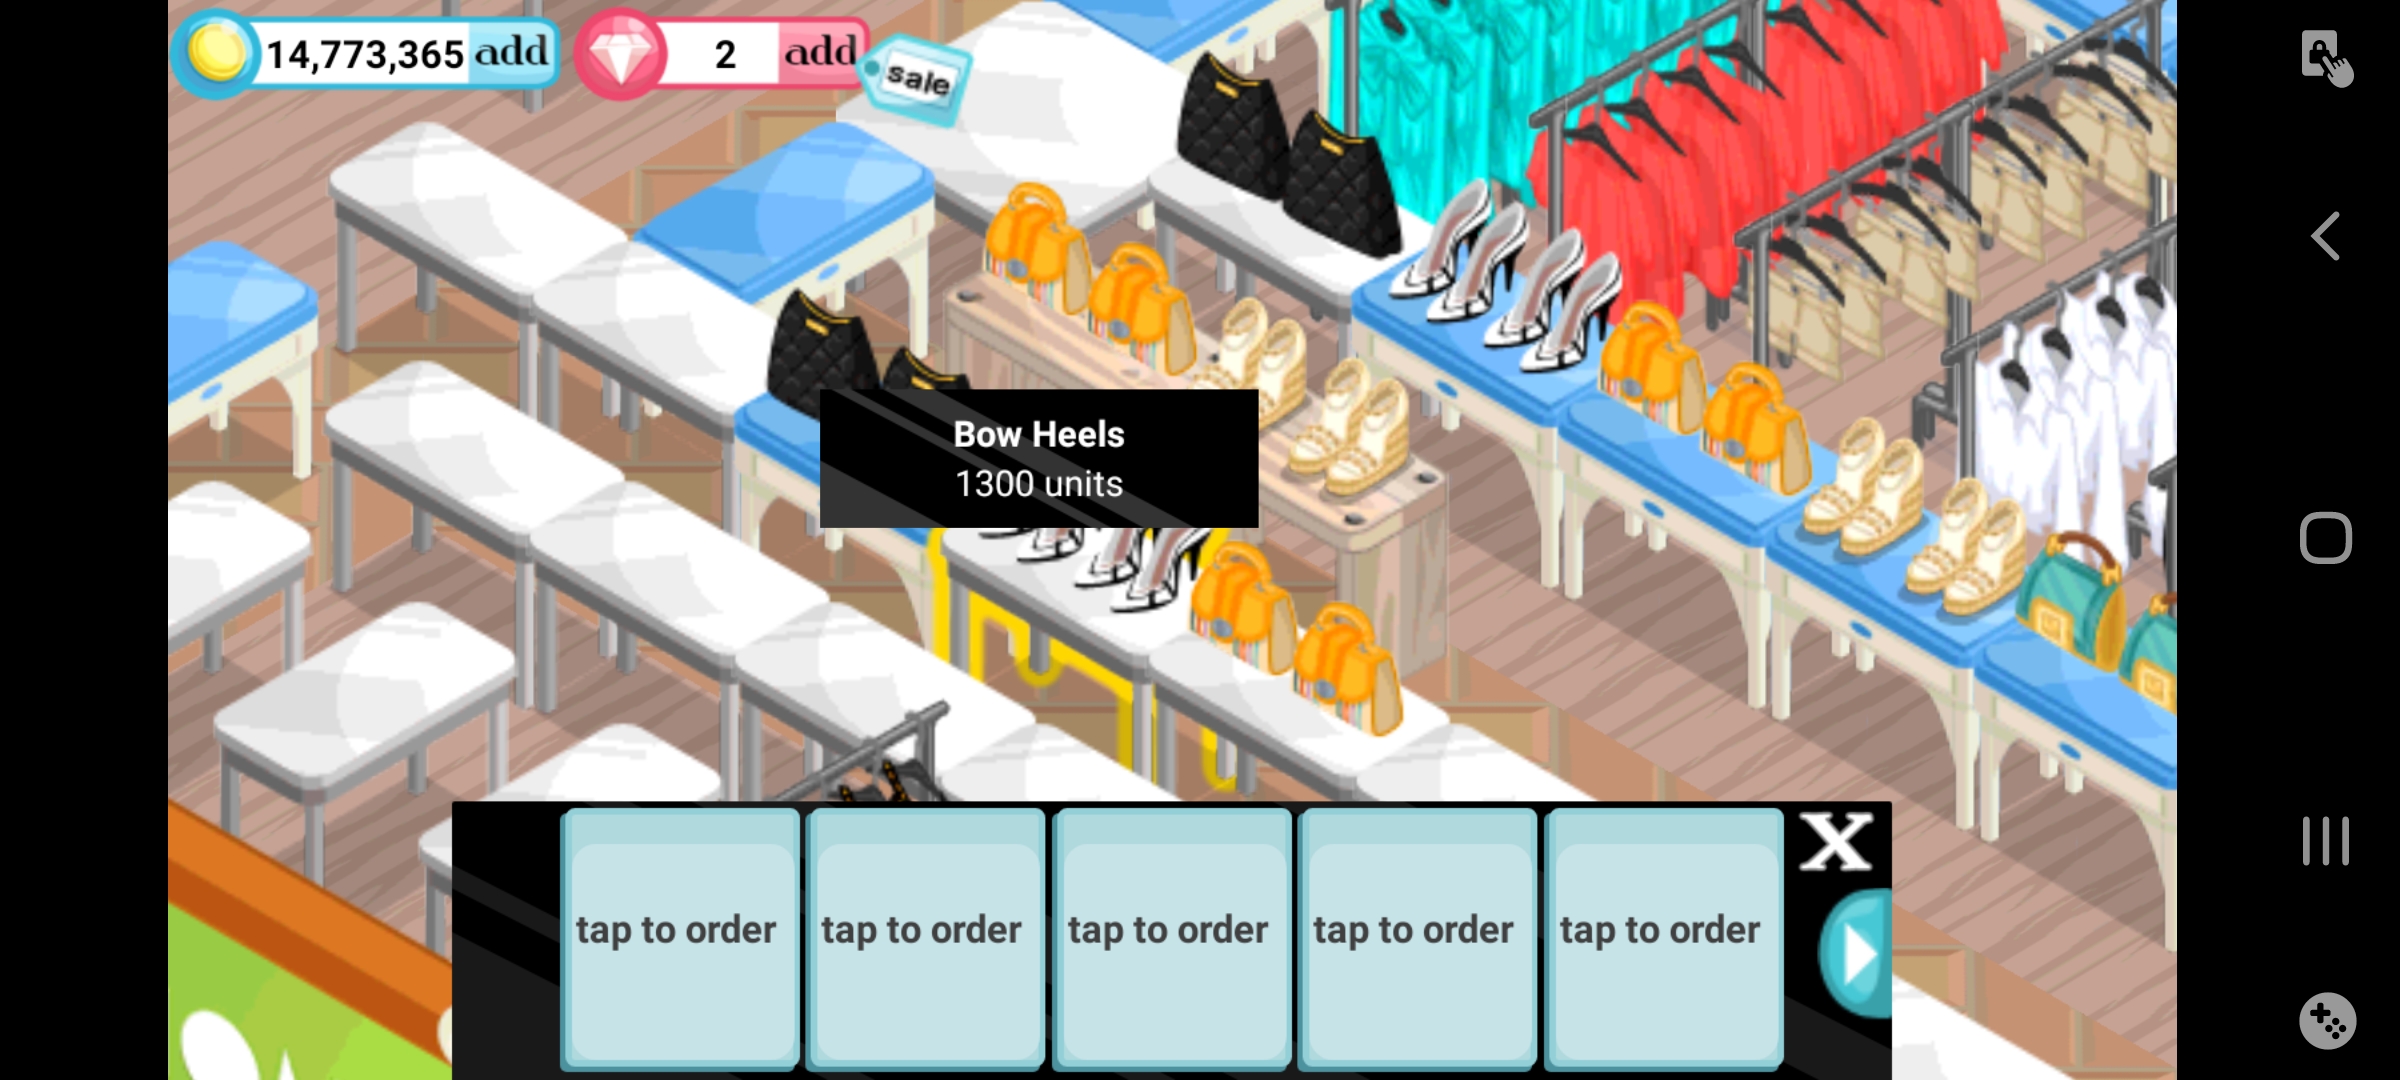 14,773,365 add
2 add
sale
Bow Heels
1300 units
tap to order
tap to order
tap to order
tap to order
tap to order
X